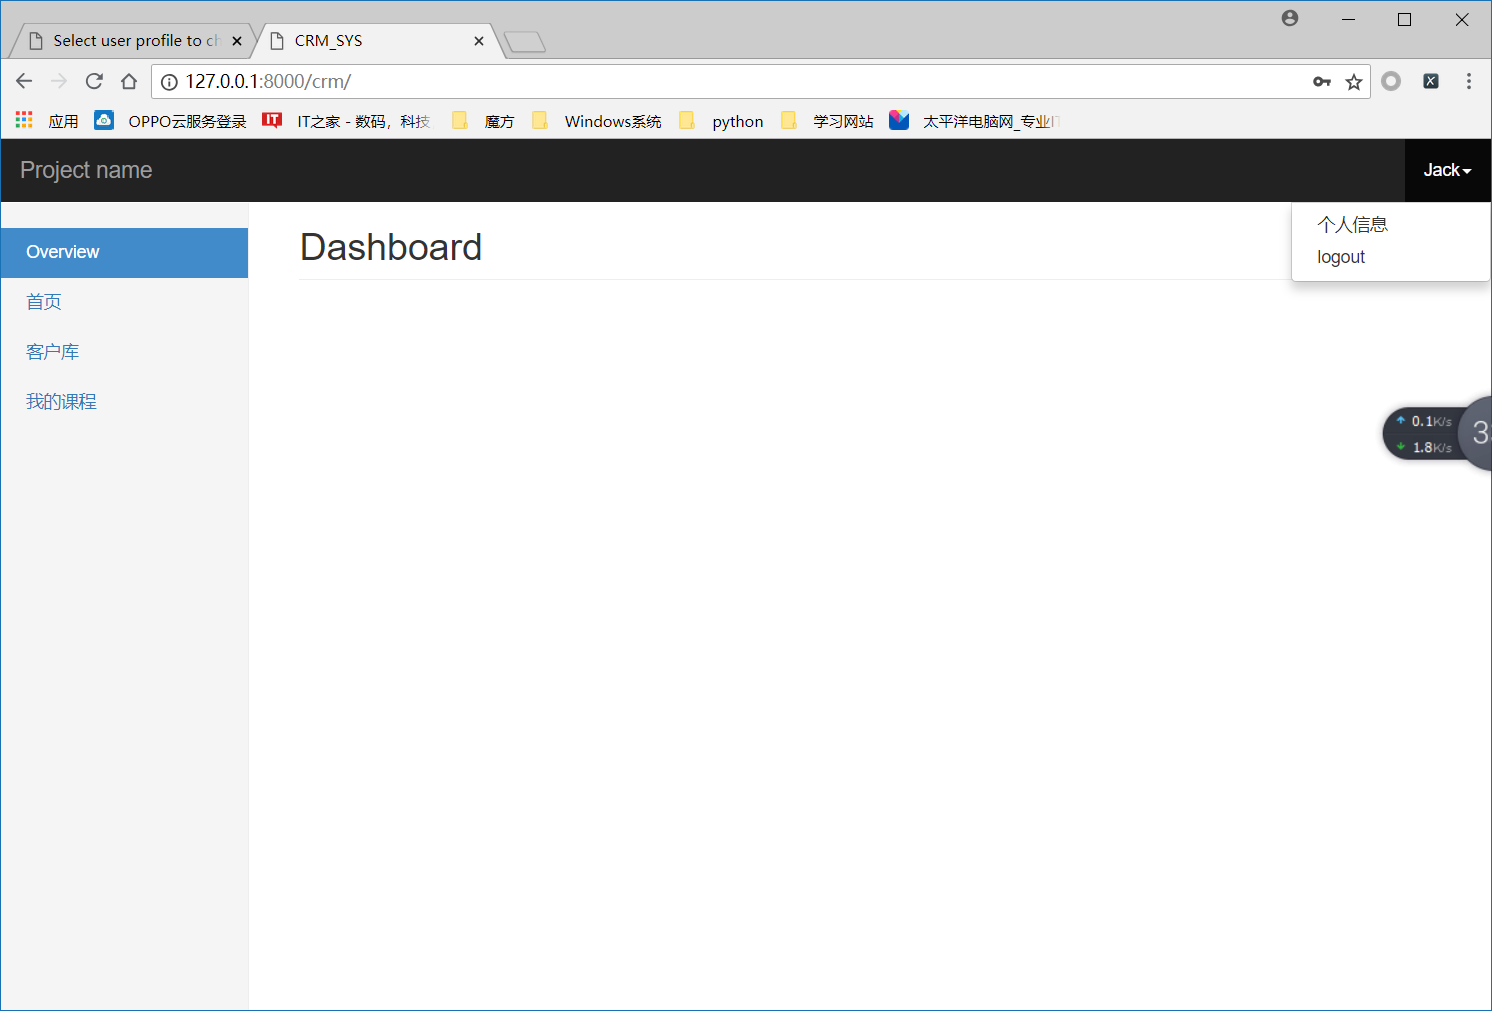 Select user profile to ch
CRM_SYS
127.0.0.1:8000/crm/
应用
OPPO云服务登录
IT
IT之家 - 数码，科技
魔方
Windows系统
python
学习网站
太平洋电脑网_专业IT
Project name
Jack
个人信息
logout
Overview
首页
客户库
我的课程
Dashboard
0.1K/s
1.8K/s